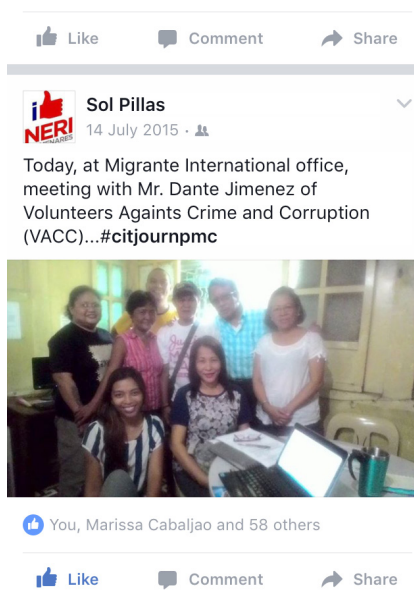 Like Comment Share
i
NERI
Sol Pillas
14 July 2015 ·
Today, at Migrante International office,
meeting with Mr. Dante Jimenez of
Volunteers Againts Crime and Corruption
(VACC)...#citjournpmc
You, Marissa Cabaljao and 58 others
Like Comment Share